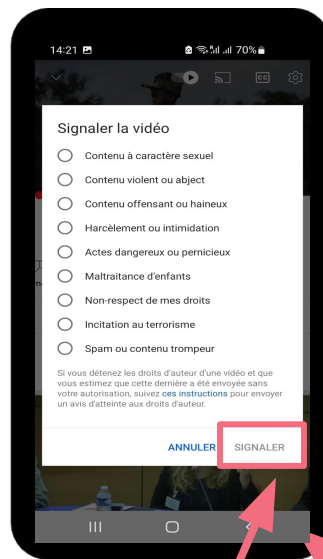 14:21
70%
CC
Signaler la vidéo
Contenu à caractère sexuel
Contenu violent ou abject
Contenu offensant ou haineux
Harcèlement ou intimidation
Actes dangereux ou pernicieux
Maltraitance d'enfants
Non-respect de mes droits
Incitation au terrorisme
Spam ou contenu trompeur
Si vous détenez les droits d'auteur d'une vidéo et que
vous estimez que cette dernière a été envoyée sans
votre autorisation, suivez ces instructions pour envoyer
un avis d'atteinte aux droits d'auteur.
ANNULER SIGNALER